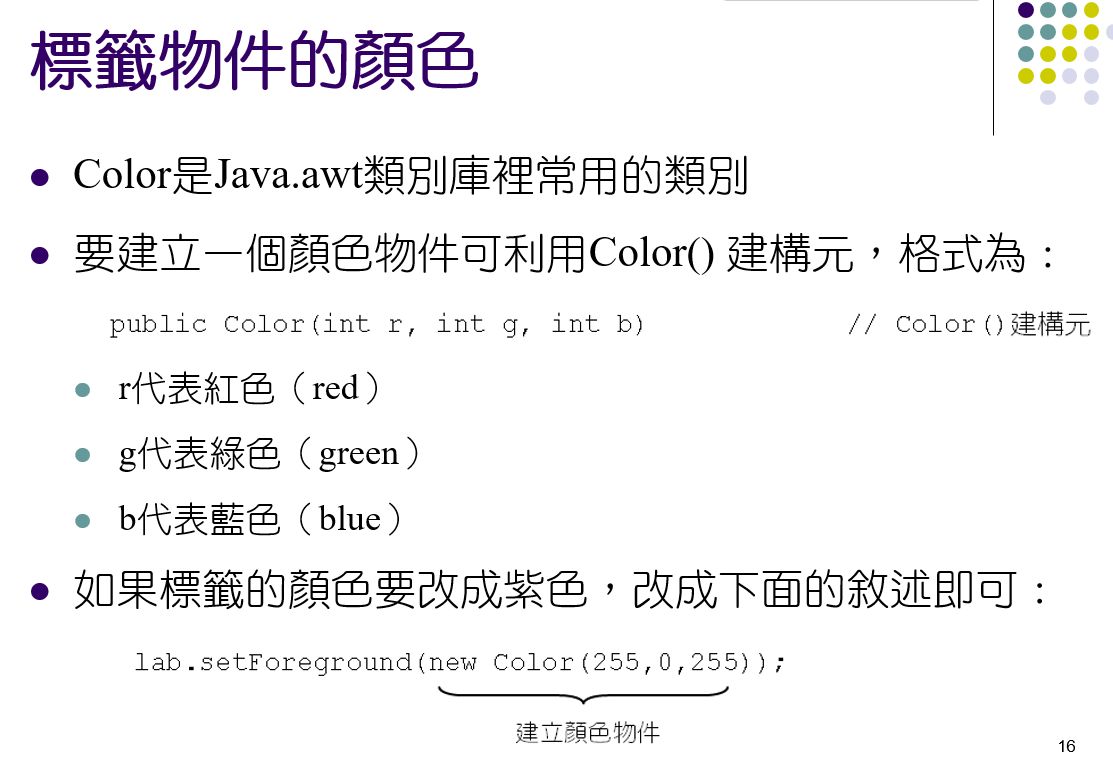 標籤物件的顏色
Color是Java.awt類別庫裡常用的類別
要建立一個顏色物件可利用Color() 建構元，格式為：
public Color(int r, int g, int b) // Color()建構元
r代表紅色（red）
g代表綠色（green）
b代表藍色（blue）
如果標籤的顏色要改成紫色，改成下面的敘述即可：
lab.setForeground(new Color(255,0,255));
建立顏色物件
16